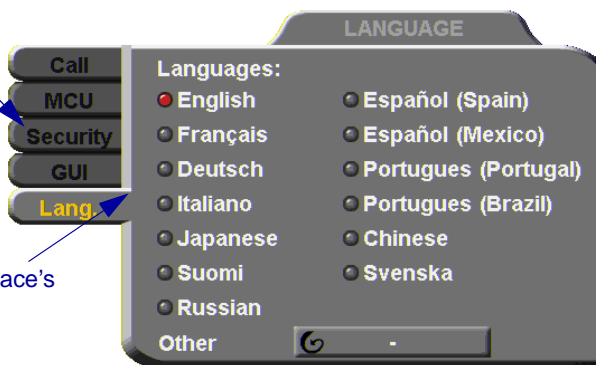 LANGUAGE
Call
MCU
Security
GUI
Lang.
ace's
Languages:
English
Español (Spain)
Français
Español (Mexico)
Deutsch
Portugues (Portugal)
Italiano
Portugues (Brazil)
Japanese
Chinese
Suomi
Svenska
Russian
Other -